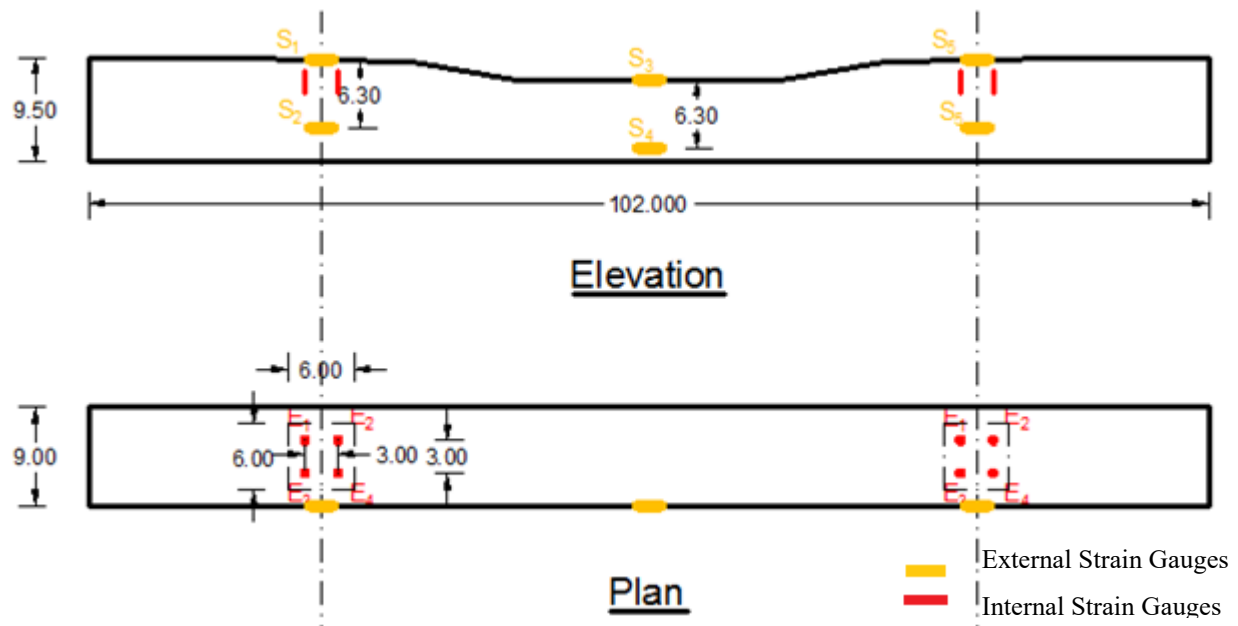 S1 S3 S5
9.50 6.30 6.30
S2 S4 S5
102.000
Elevation
6.00
E1 E2 E1 E2
9.00 6.00 3.00 3.00
E4 E4
External Strain Gauges
Plan
Internal Strain Gauges